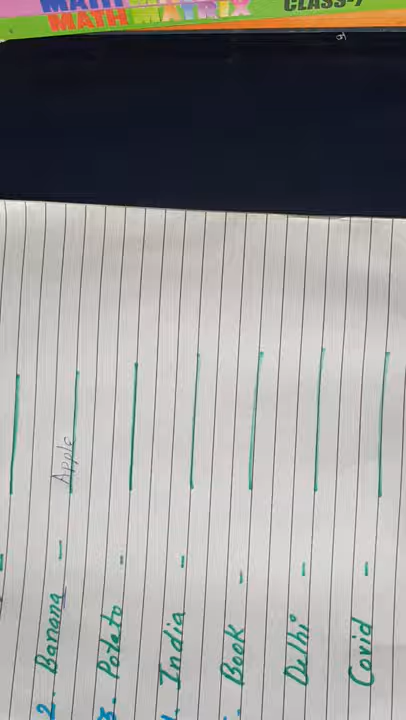 MATH MATRIX
CLASS-7
2. Banana - Apple
3. Potato -
. India -
. Book -
Delhi -
Covid -